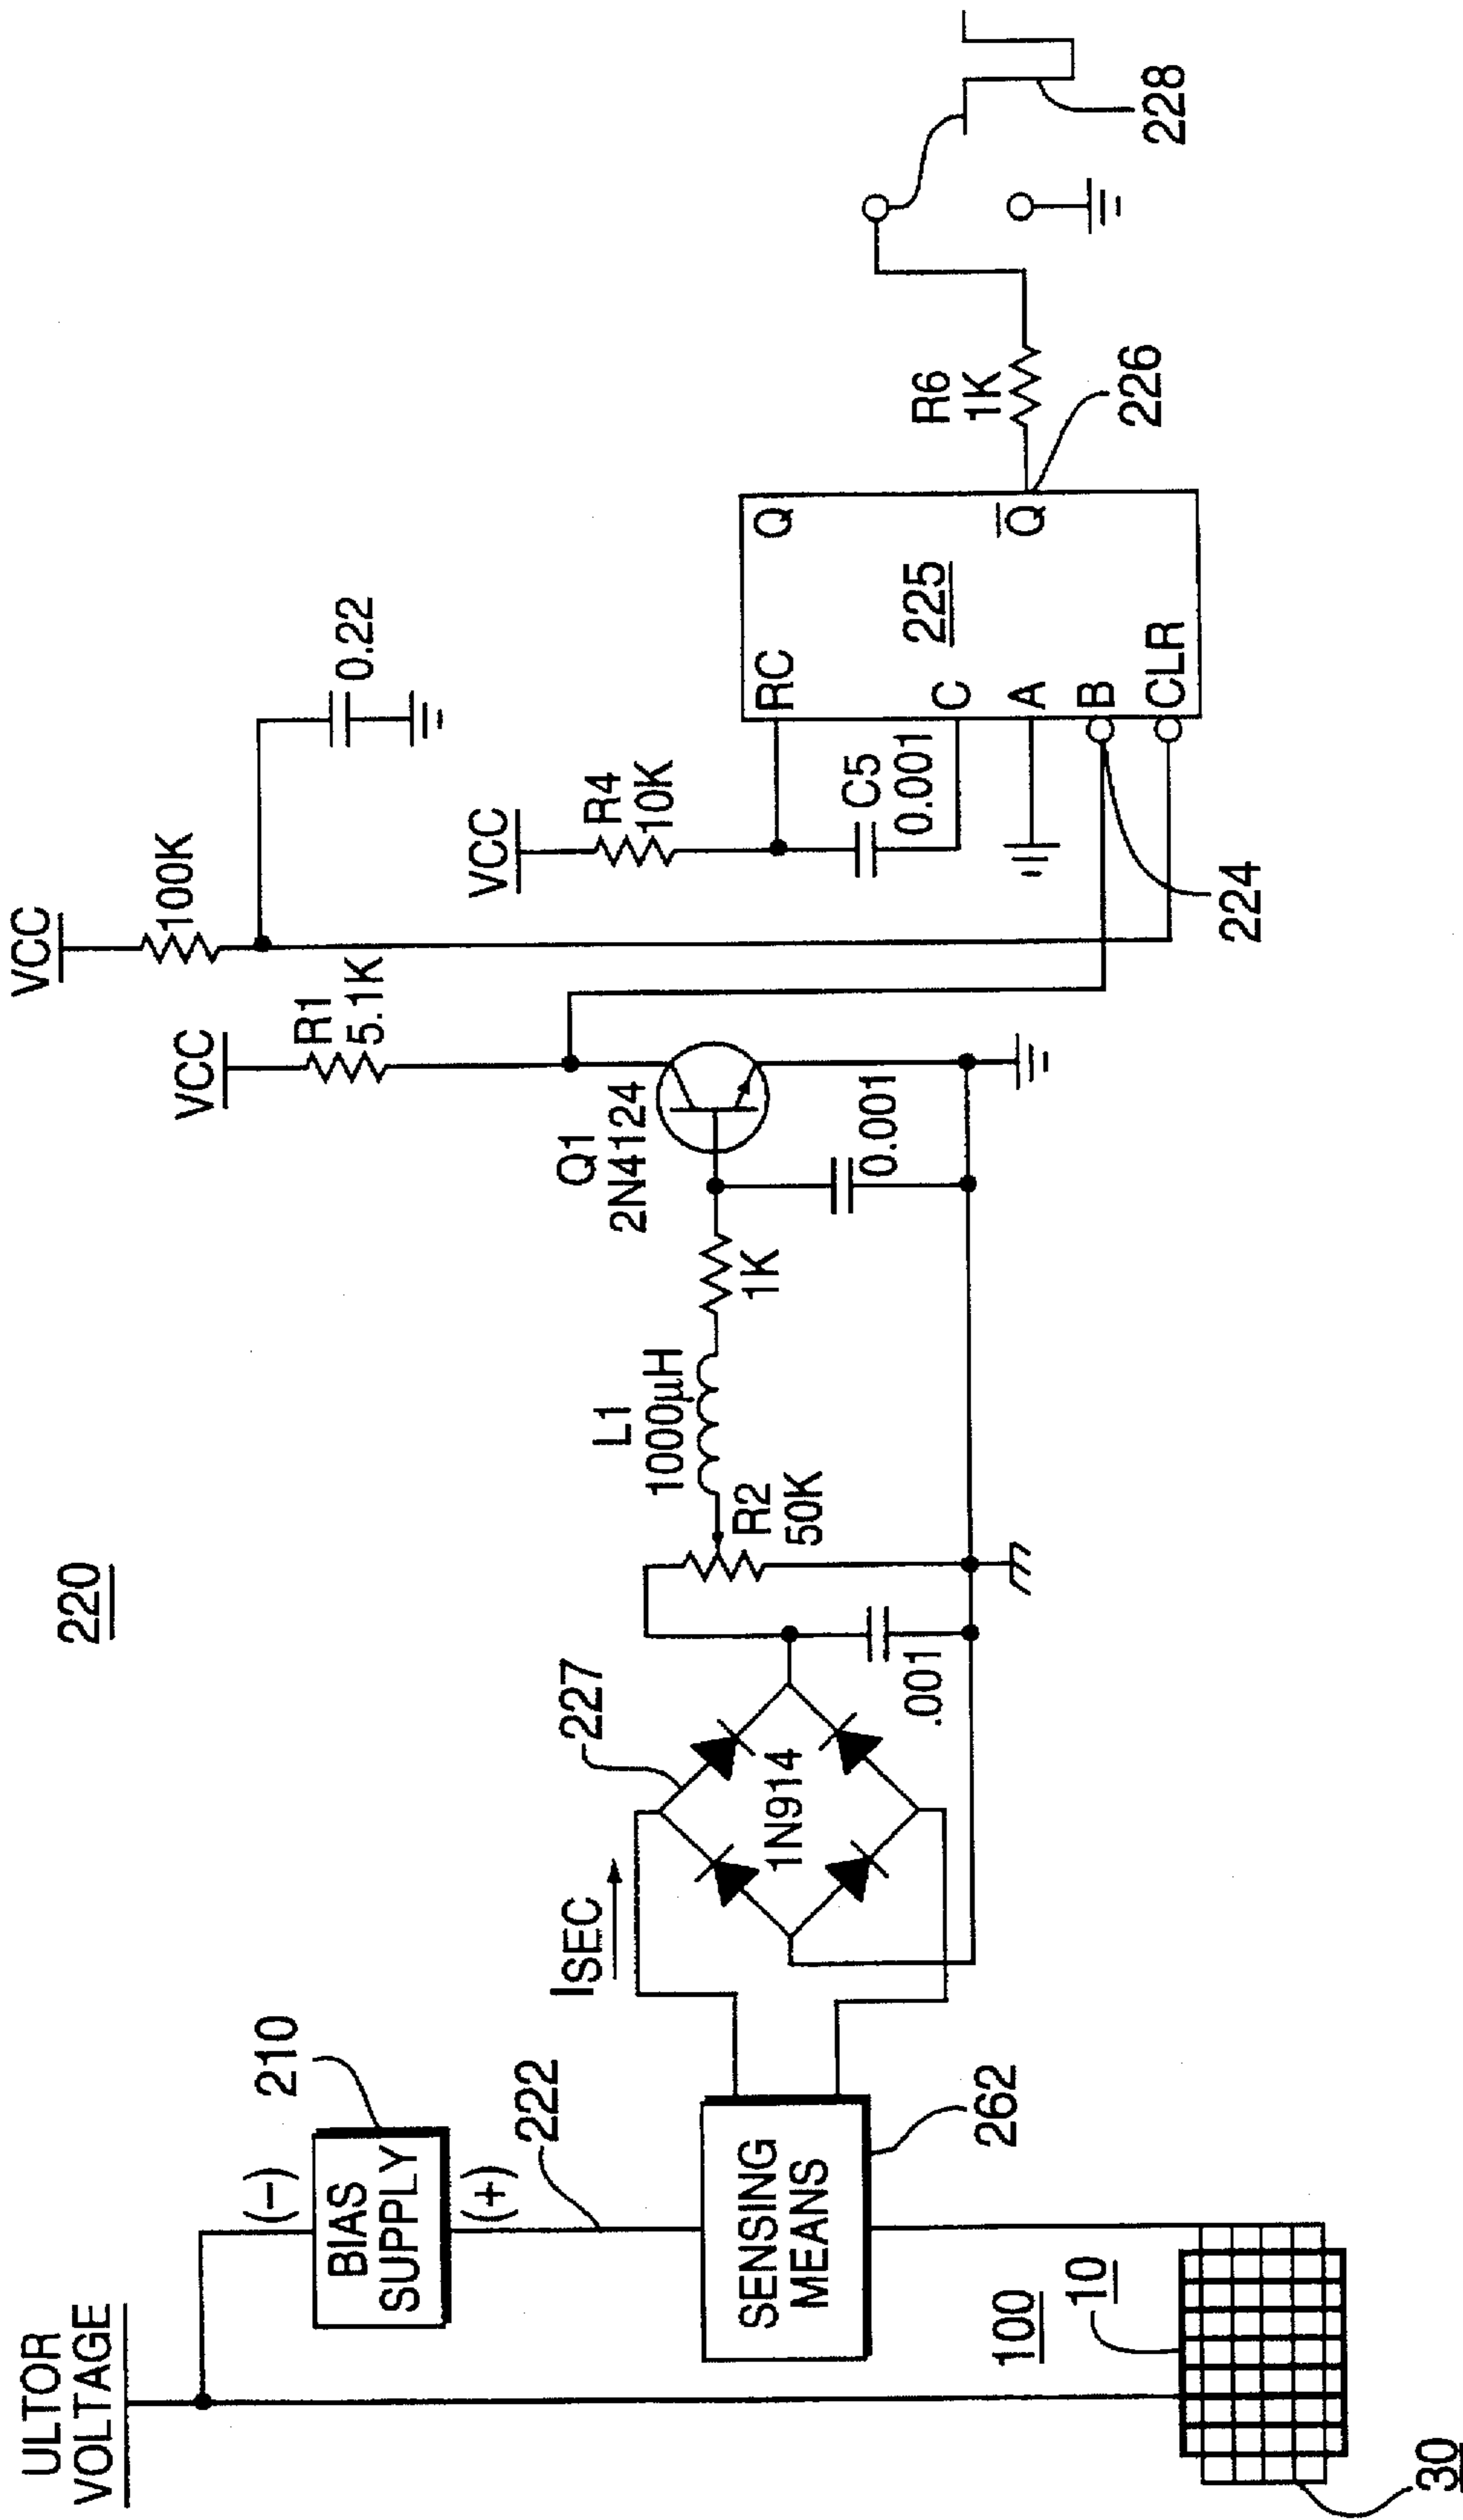 220
ULTOR
VOLTAGE
(−)
BIAS
SUPPLY
210
(+)
222
SENSING
MEANS
262
100
10
30
ISEC
227
1N914
.001
R2
50K
L1
1000µH
1K
Q1
2N4124
0.001
VCC
R1
5.1K
VCC
100K
0.22
VCC
R4
10K
C5
0.001
RC
C
A
B
CLR
225
Q
Q̅
224
226
R6
1K
228